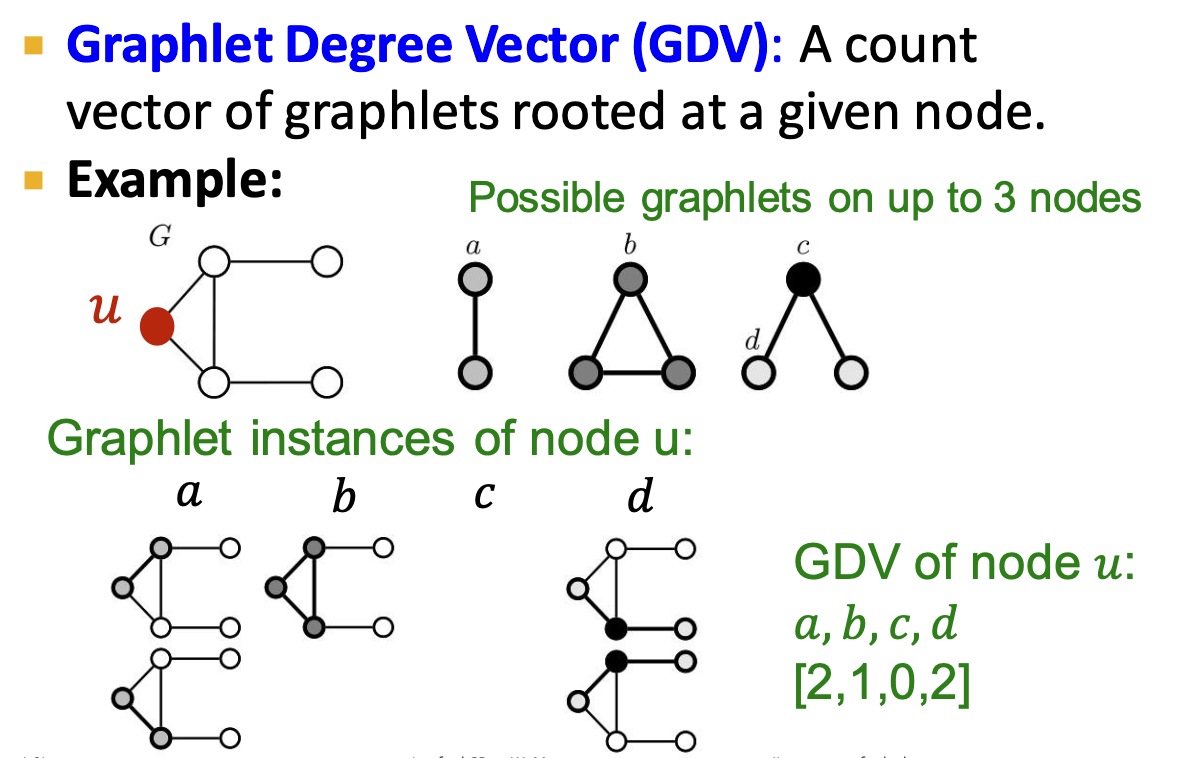 Graphlet Degree Vector (GDV): A count
vector of graphlets rooted at a given node.
Example:
Possible graphlets on up to 3 nodes
G
a
b
c
u
d
Graphlet instances of node u:
a b c d
GDV of node u:
a, b, c, d
[2,1,0,2]